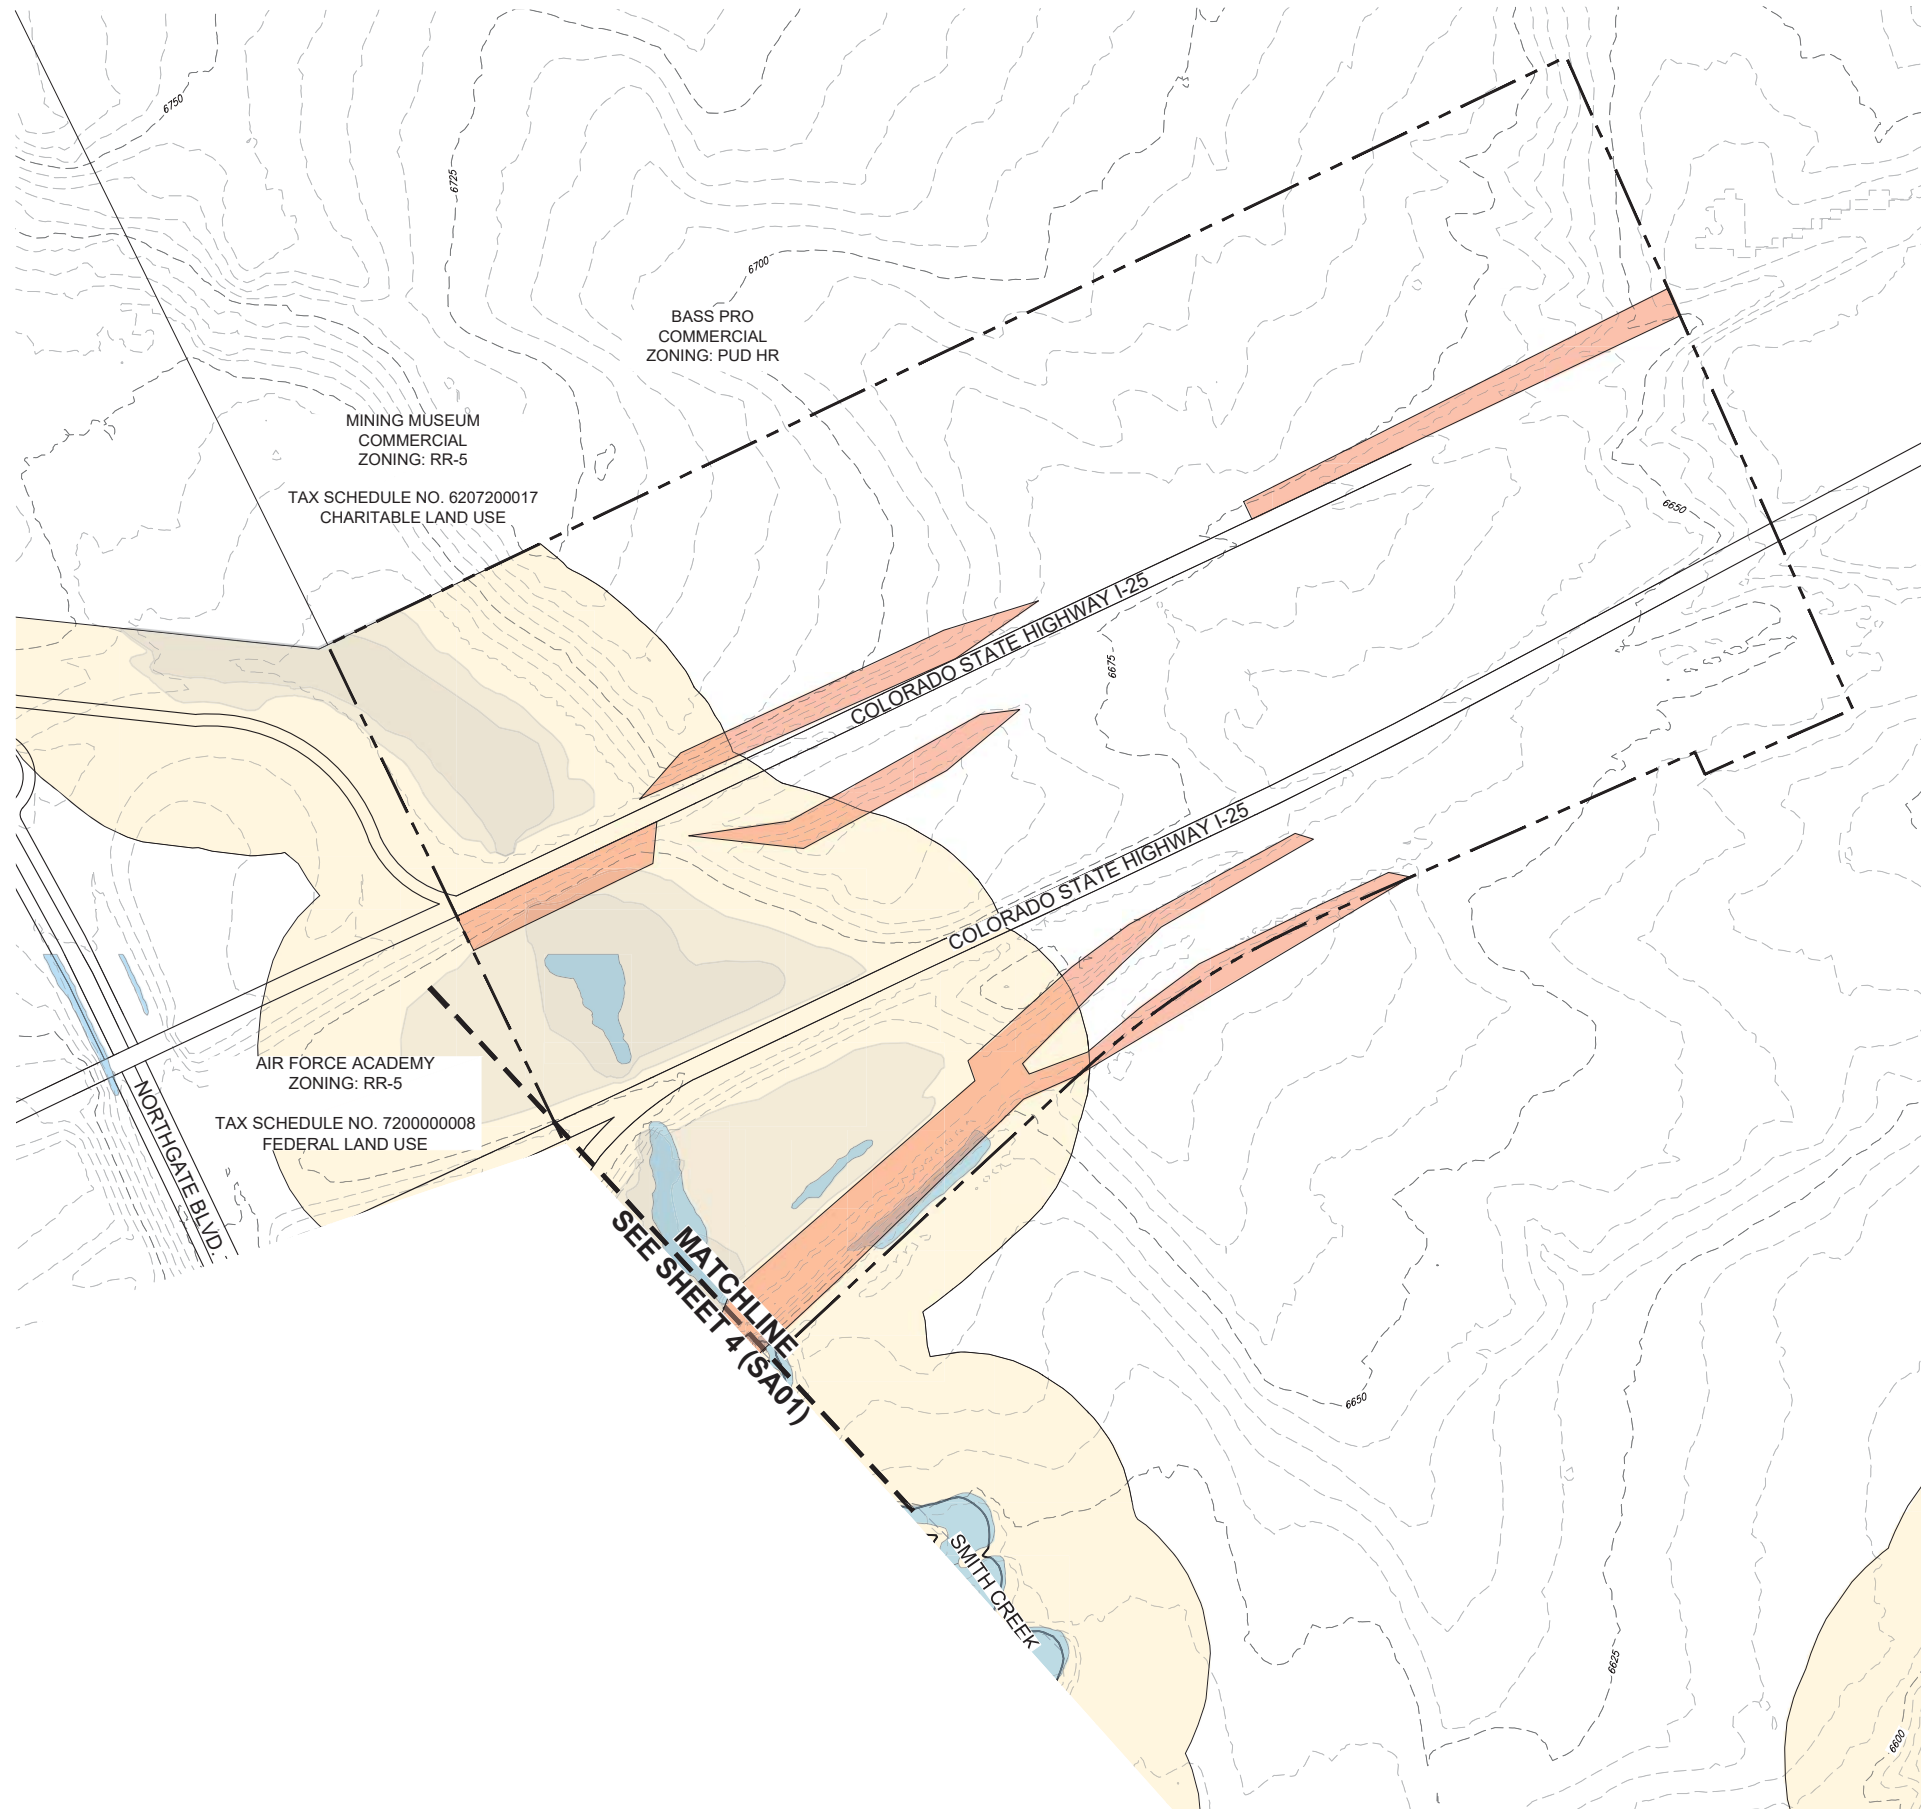 6750
6725
6700
BASS PRO
COMMERCIAL
ZONING: PUD HR
MINING MUSEUM
COMMERCIAL
ZONING: RR-5
TAX SCHEDULE NO. 6207200017
CHARITABLE LAND USE
6650
COLORADO STATE HIGHWAY I-25
6675
COLORADO STATE HIGHWAY I-25
AIR FORCE ACADEMY
ZONING: RR-5
TAX SCHEDULE NO. 7200000008
FEDERAL LAND USE
NORTHGATE BLVD.
MATCHLINE
SEE SHEET 4 (SA01)
6650
SMITH CREEK
6625
6600